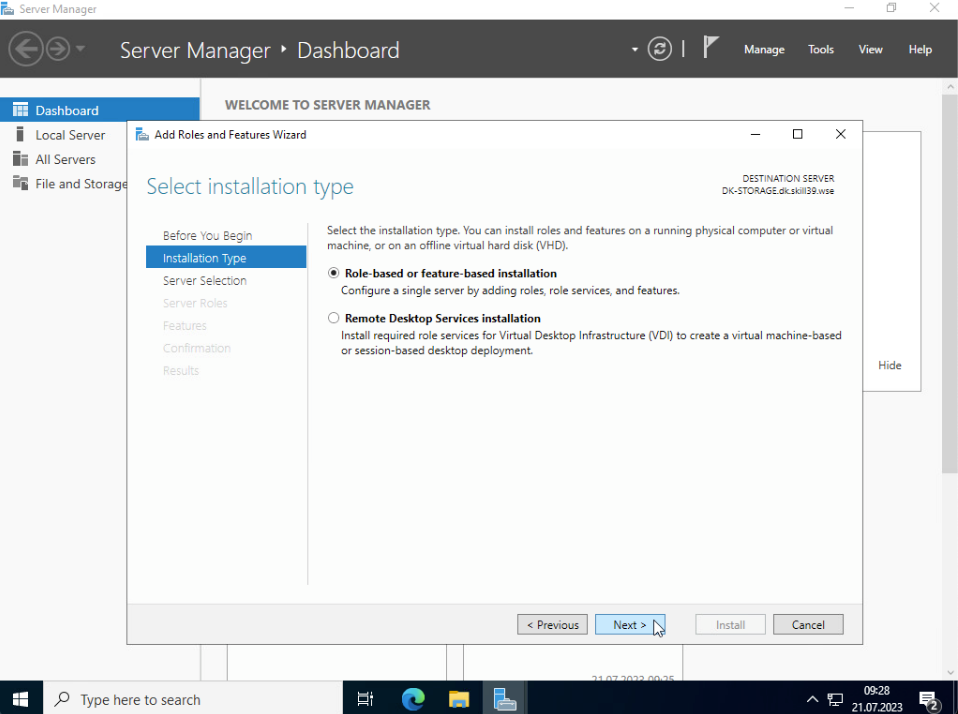 Server Manager
Server Manager ‣ Dashboard
Manage Tools View Help
Dashboard
Local Server
All Servers
File and Storage
WELCOME TO SERVER MANAGER
Add Roles and Features Wizard
Select installation type
DESTINATION SERVER
DK-STORAGE.dk.skill39.wse
Before You Begin
Installation Type
Server Selection
Server Roles
Features
Confirmation
Results
Select the installation type. You can install roles and features on a running physical computer or virtual
machine, or on an offline virtual hard disk (VHD).
Role-based or feature-based installation
Configure a single server by adding roles, role services, and features.
Remote Desktop Services installation
Install required role services for Virtual Desktop Infrastructure (VDI) to create a virtual machine-based
or session-based desktop deployment.
Hide
< Previous Next > Install Cancel
21.07.2023 09:25
Type here to search
09:28
21.07.2023
2